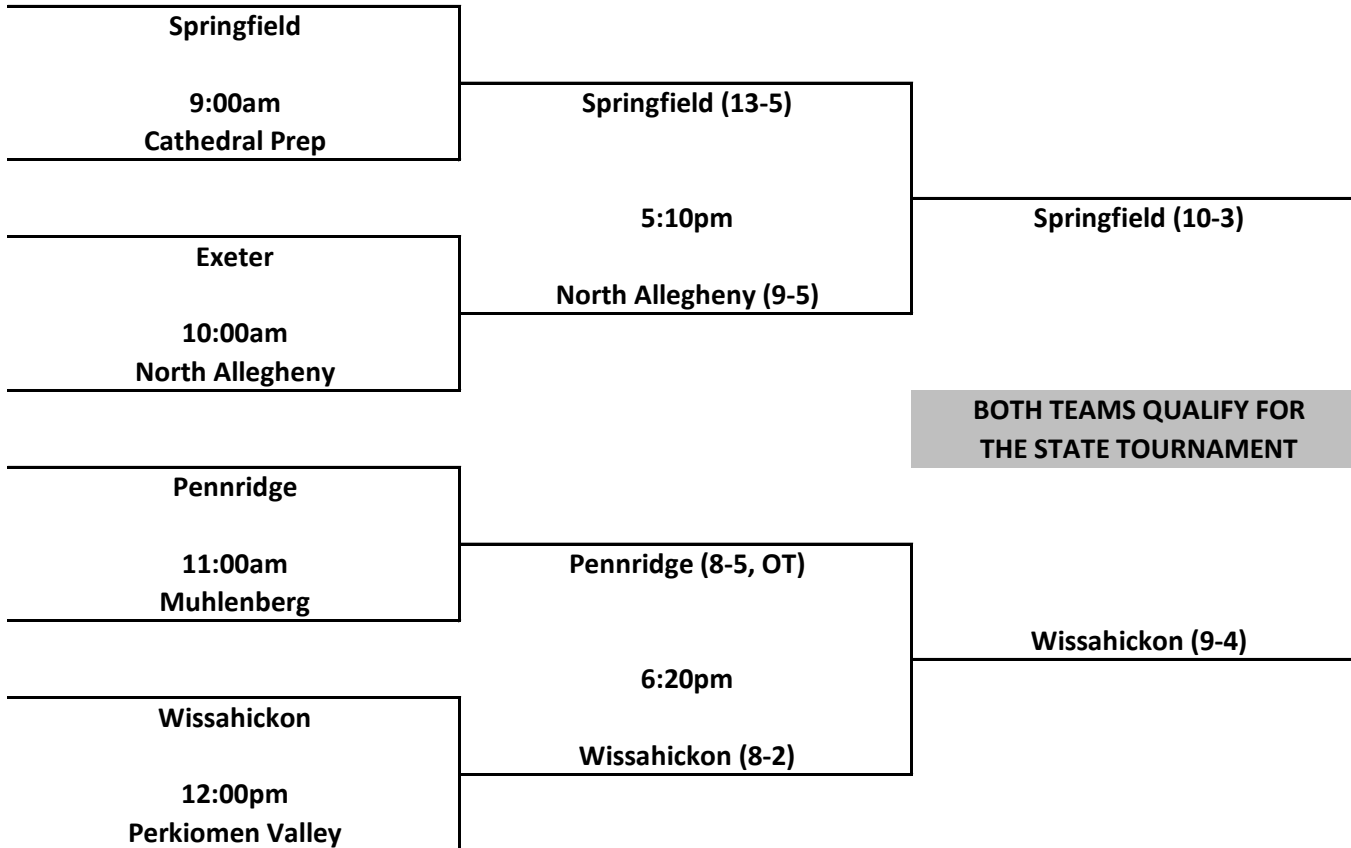 Springfield
9:00am
Cathedral Prep
Springfield (13-5)
5:10pm
Springfield (10-3)
Exeter
North Allegheny (9-5)
10:00am
North Allegheny
BOTH TEAMS QUALIFY FOR
THE STATE TOURNAMENT
Pennridge
11:00am
Muhlenberg
Pennridge (8-5, OT)
Wissahickon (9-4)
6:20pm
Wissahickon
Wissahickon (8-2)
12:00pm
Perkiomen Valley